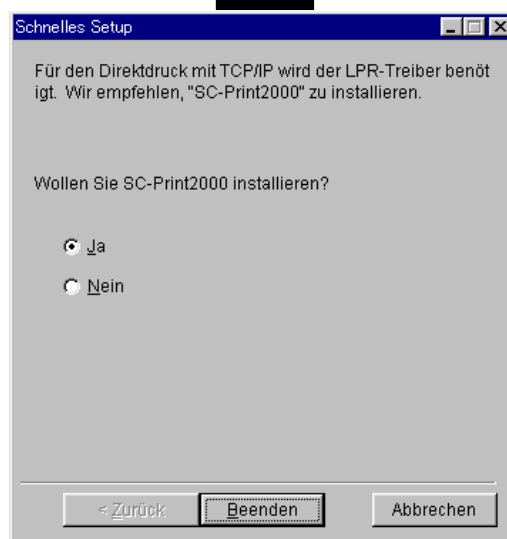 Schnelles Setup
Für den Direktdruck mit TCP/IP wird der LPR-Treiber benöt
igt. Wir empfehlen, "SC-Print2000" zu installieren.
Wollen Sie SC-Print2000 installieren?
Ja
Nein
< Zurück Beenden Abbrechen